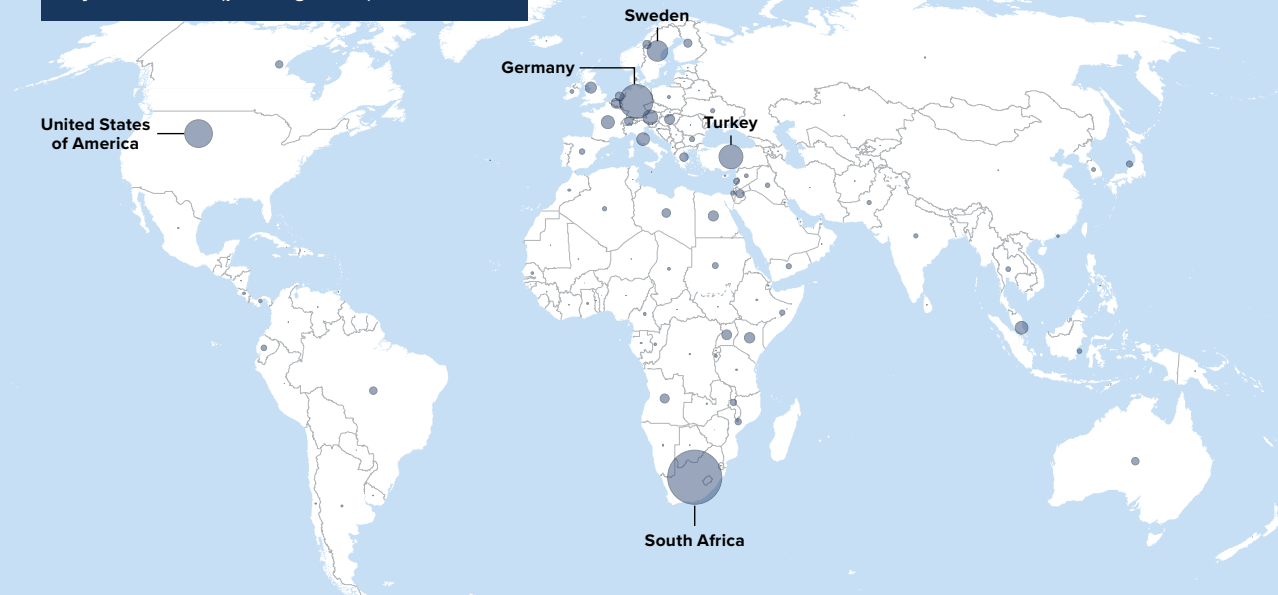 Sweden
Germany
Turkey
United States
of America
South Africa